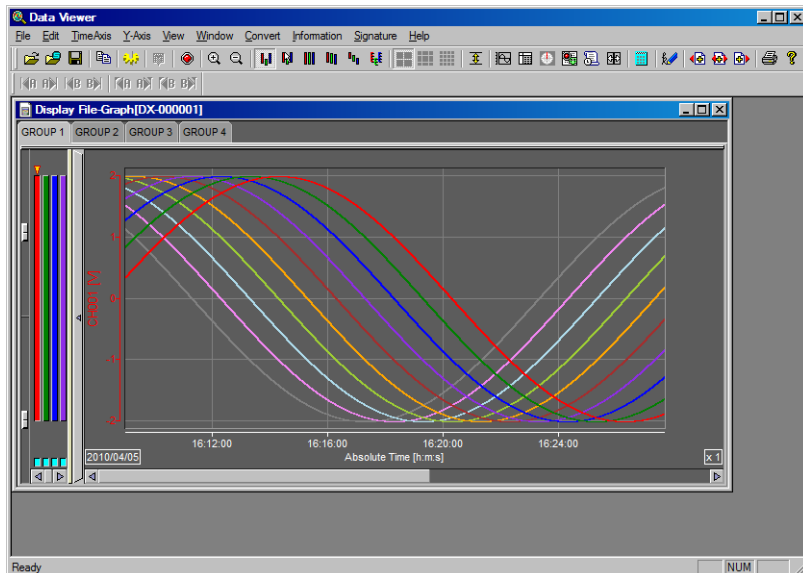 Data Viewer
File Edit TimeAxis Y-Axis View Window Convert Information Signature Help
A A B B A A B B
Display File-Graph[DX-000001]
GROUP 1 GROUP 2 GROUP 3 GROUP 4
2
1
0
-1
-2
CH001 [V]
16:12:00 16:16:00 16:20:00 16:24:00
2010/04/05 Absolute Time [h:m:s] x 1
Ready NUM